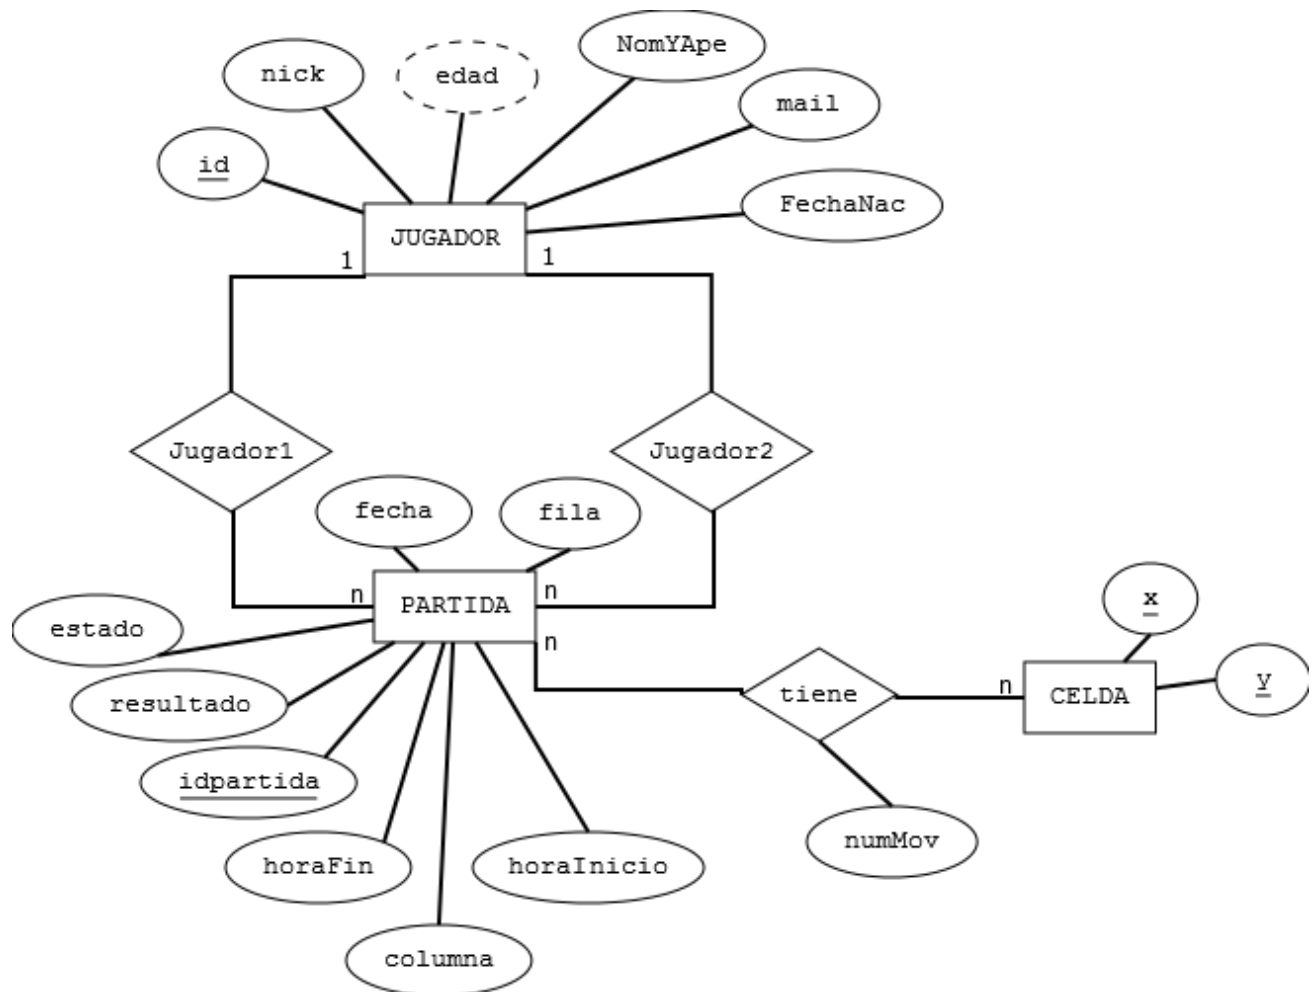 NomYApe
nick
edad
mail
id
FechaNac
JUGADOR
1
1
Jugador1
Jugador2
fecha
fila
n
PARTIDA
n
n
estado
resultado
idpartida
horaFin
horaInicio
columna
tiene
numMov
n
CELDA
x
y